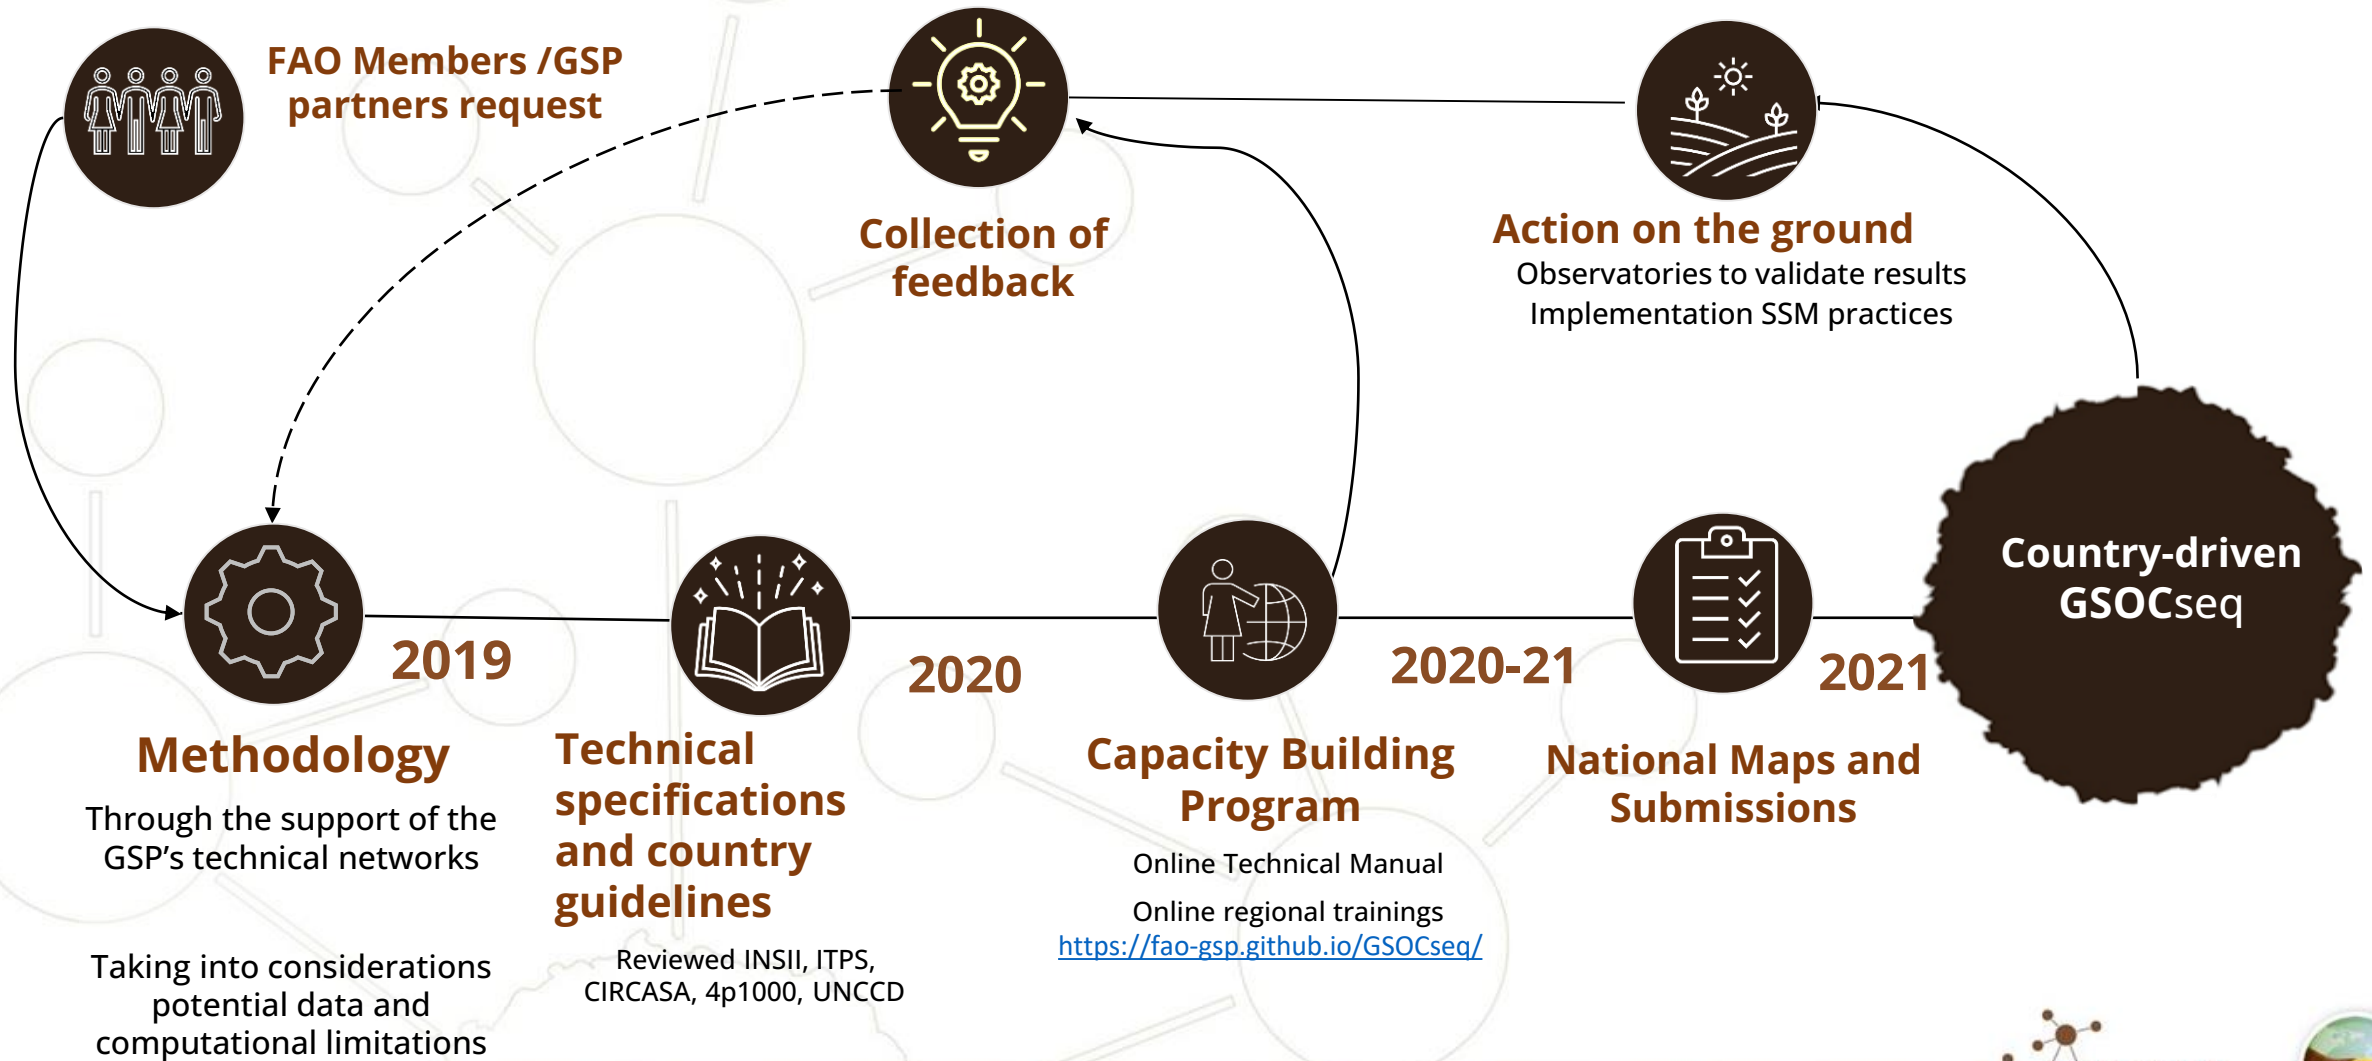 FAO Members /GSP
partners request
Collection of
feedback
Action on the ground
Observatories to validate results
Implementation SSM practices
Country-driven
GSOCseq
2019
2020
2020-21
2021
Methodology
Through the support of the
GSP’s technical networks
Taking into considerations
potential data and
computational limitations
Technical
specifications
and country
guidelines
Reviewed INSII, ITPS,
CIRCASA, 4p1000, UNCCD
Capacity Building
Program
Online Technical Manual
Online regional trainings
https://fao-gsp.github.io/GSOCseq/
National Maps and
Submissions